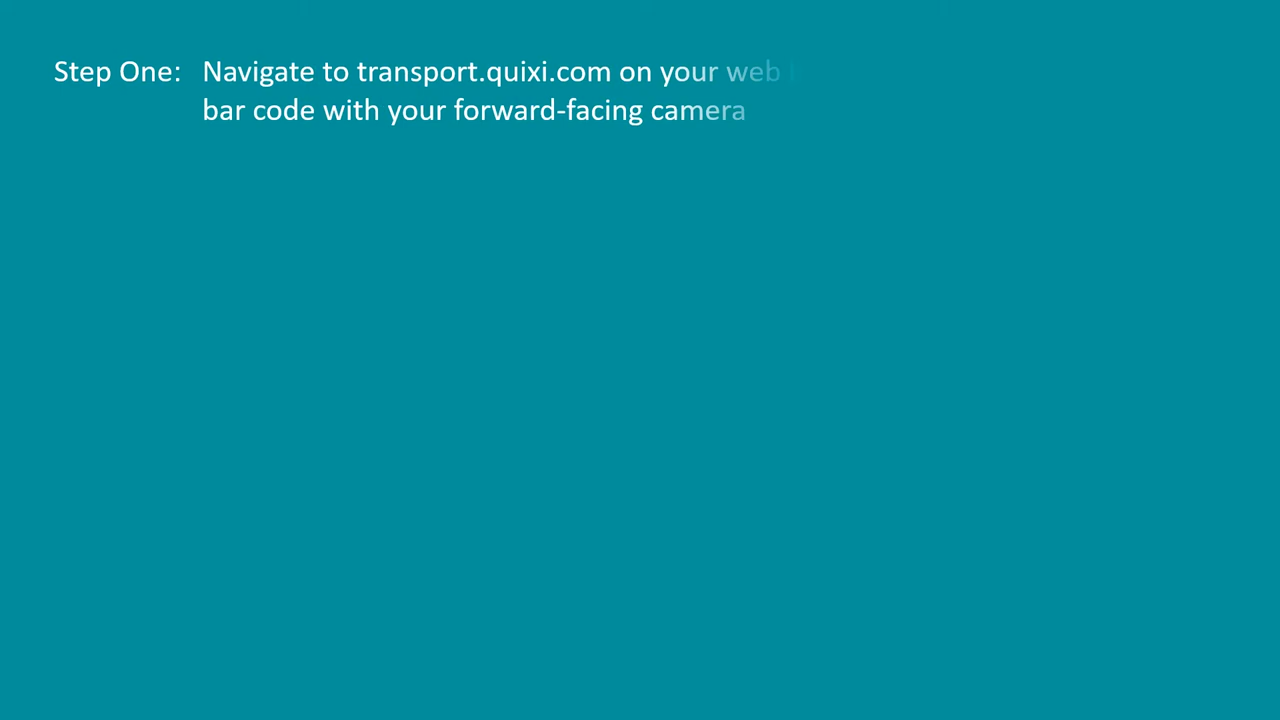 Step One: Navigate to transport.quixi.com on your web
bar code with your forward-facing camera